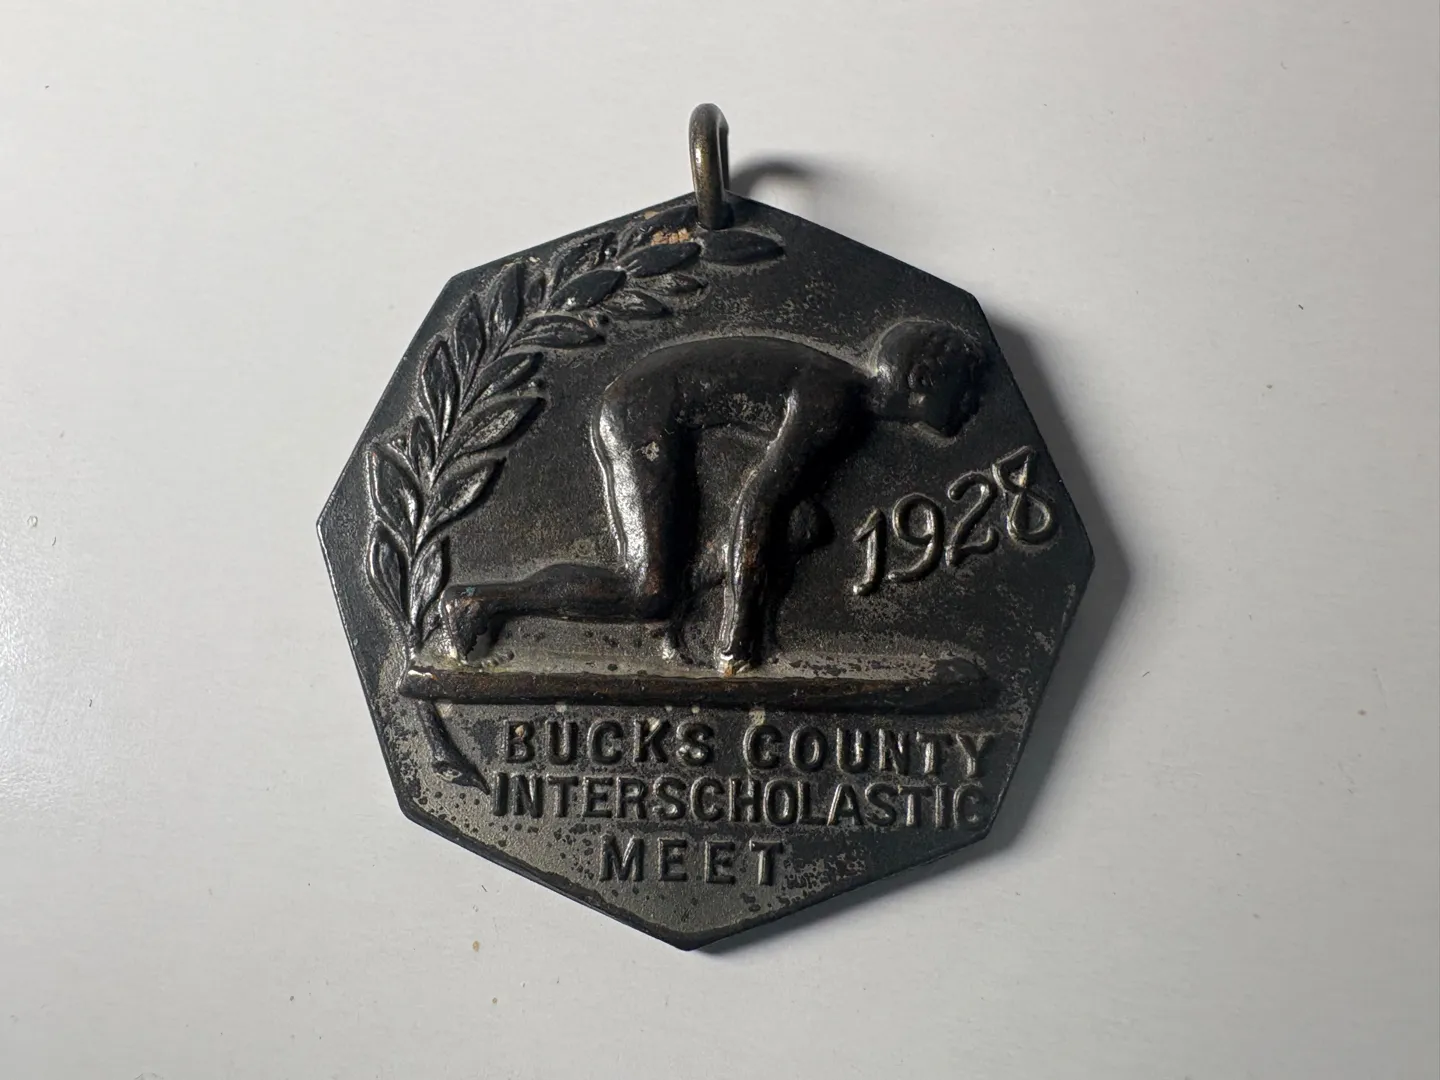 1928
BUCKS COUNTY
INTERSCHOLASTIC
MEET